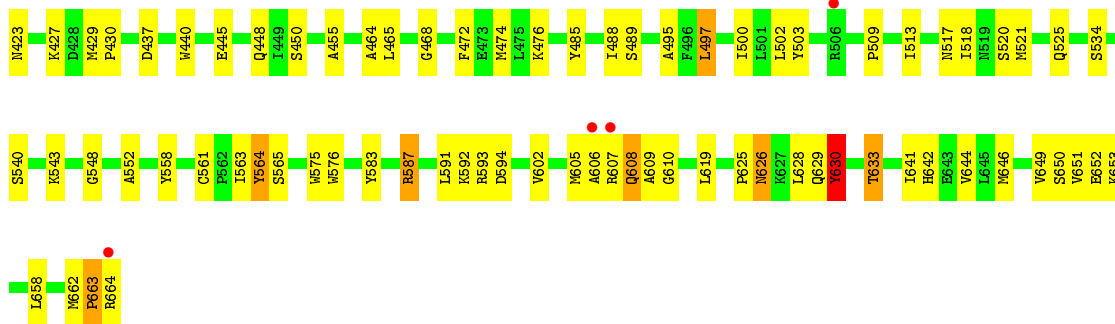 N423 K427 D428 M429 P430 D437 W440 E445 Q448 I449 S450 A455 A464 L465 G468 F472 E473 M474 L475 K476 Y485 I488 S489 A495 F496 L497 I500 L501 L502 Y503 R506 P509 I513 N517 I518 N519 S520 M521 Q525 S534
S540 K543 G548 A552 Y558 C561 P562 I563 Y564 S565 W575 W576 Y583 R587 L591 K592 R593 D594 V602 M605 A606 R607 Q608 A609 G610 L619 P625 N626 K627 L628 Q629 Y630 T633 I641 H642 E643 V644 L645 M646 V649 S650 V651 E652 K653
L658 M662 P663 R664